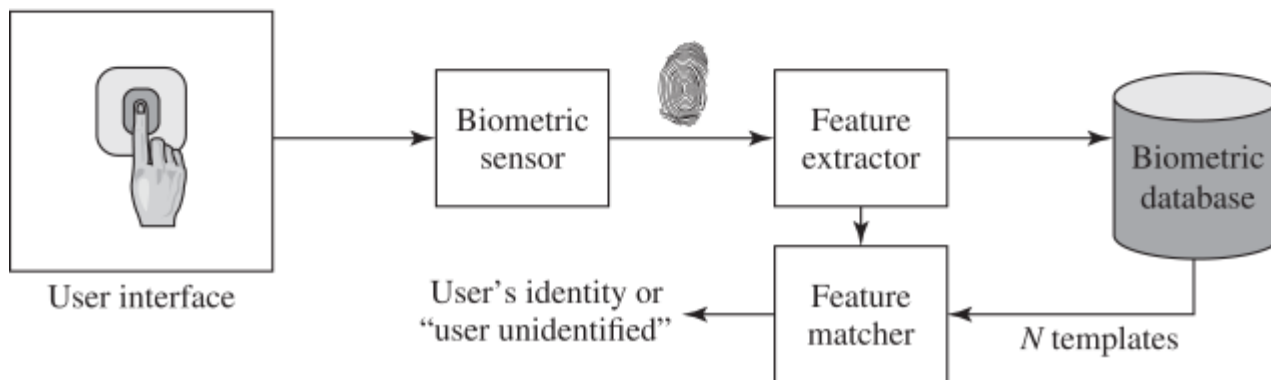 Biometric
sensor
Feature
extractor
Biometric
database
User interface
User’s identity or
“user unidentified”
Feature
matcher
N templates